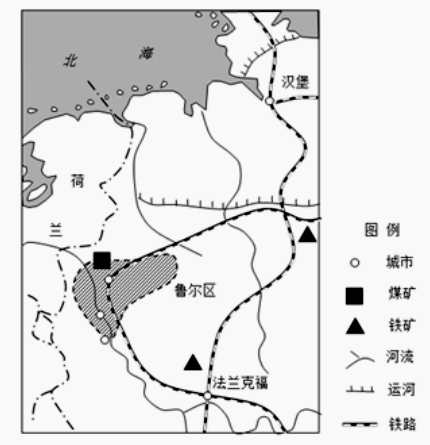 北 海
汉堡
荷
兰
鲁尔区
法兰克福
图 例
城市
煤矿
铁矿
河流
运河
铁路